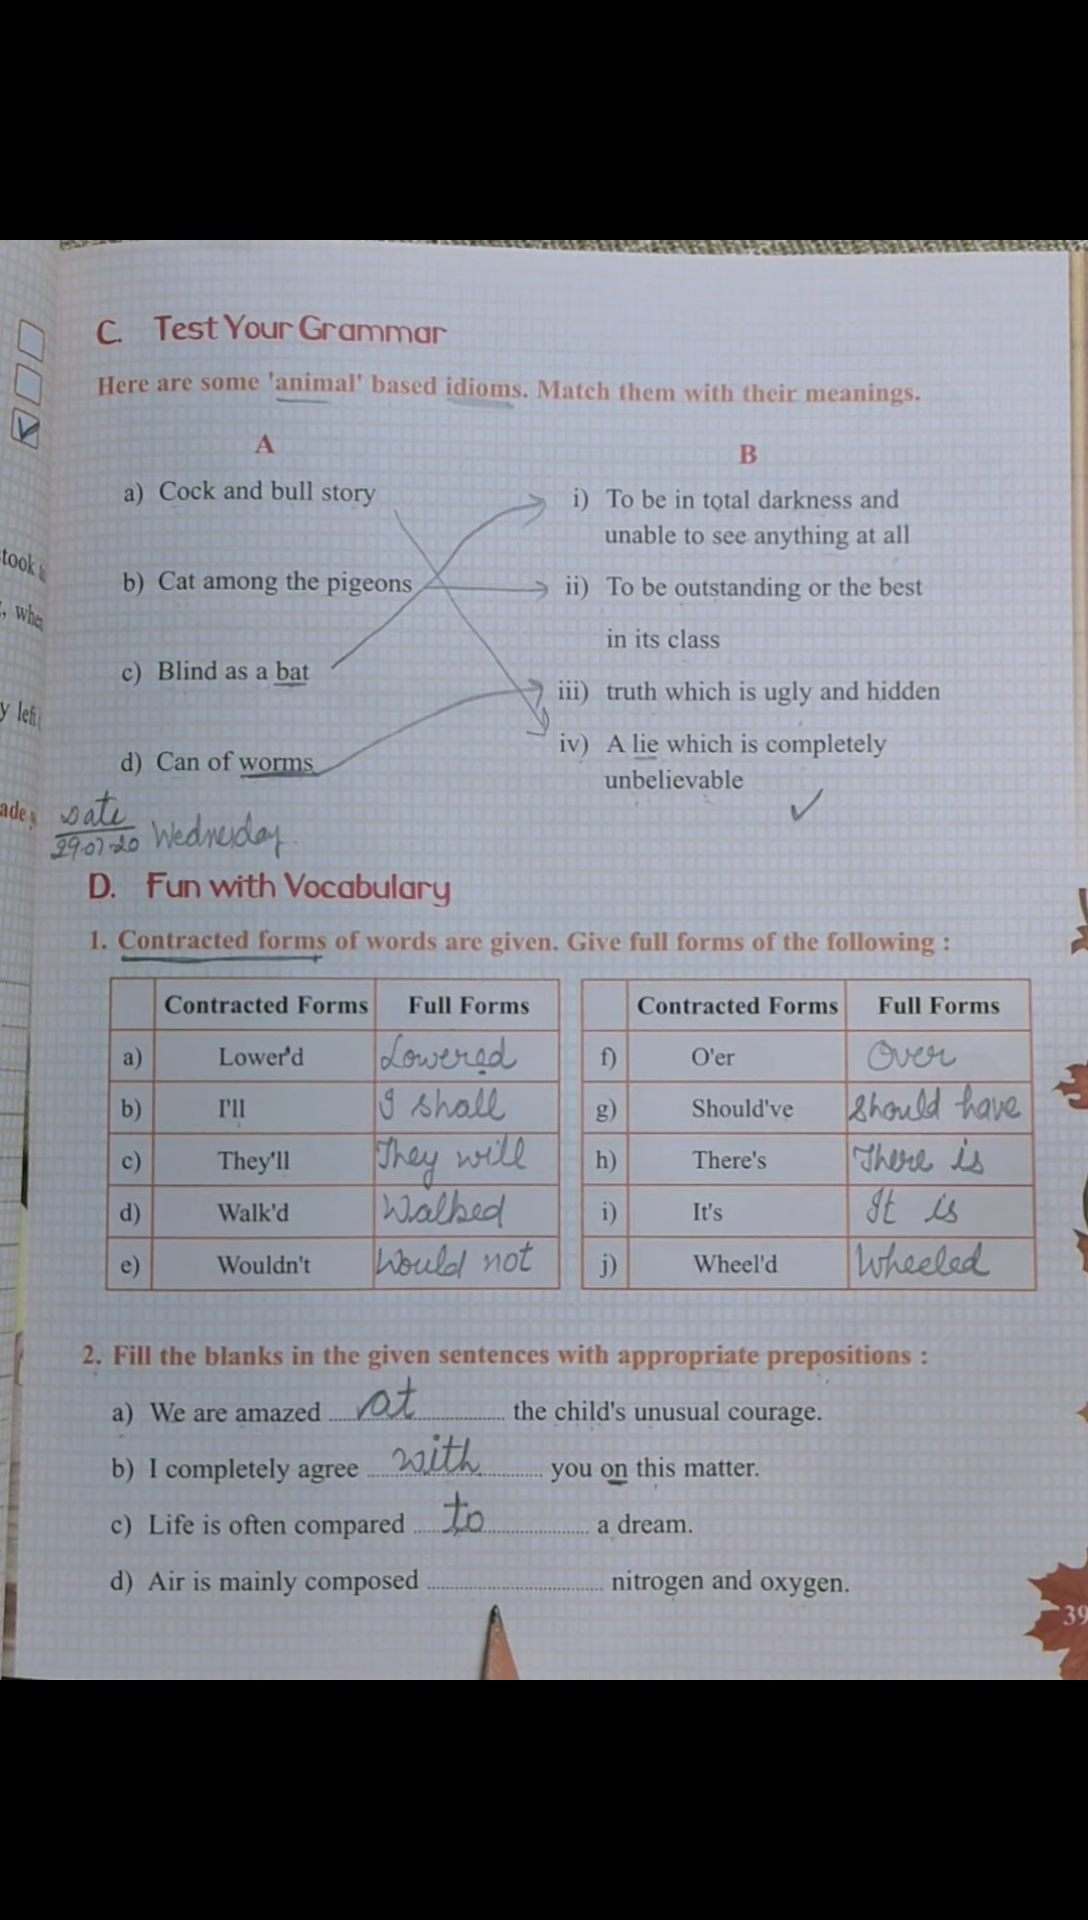 C. Test Your Grammar
Here are some 'animal' based idioms. Match them with their meanings.
A
B
a) Cock and bull story
i) To be in total darkness and
unable to see anything at all
b) Cat among the pigeons
ii) To be outstanding or the best
in its class
c) Blind as a bat
iii) truth which is ugly and hidden
d) Can of worms
iv) A lie which is completely
unbelievable
took
, when
y left
ade
Date
29.07.20 Wednesday.
D. Fun with Vocabulary
1. Contracted forms of words are given. Give full forms of the following :
Contracted Forms Full Forms Contracted Forms Full Forms
a) Lower'd Lowered f) O'er Over
b) I'll I shall g) Should've Should have
c) They'll They will h) There's There is
d) Walk'd Walked i) It's It is
e) Wouldn't Would not j) Wheel'd Wheeled
2. Fill the blanks in the given sentences with appropriate prepositions :
a) We are amazed at the child's unusual courage.
b) I completely agree with you on this matter.
c) Life is often compared to a dream.
d) Air is mainly composed .......... nitrogen and oxygen.
39